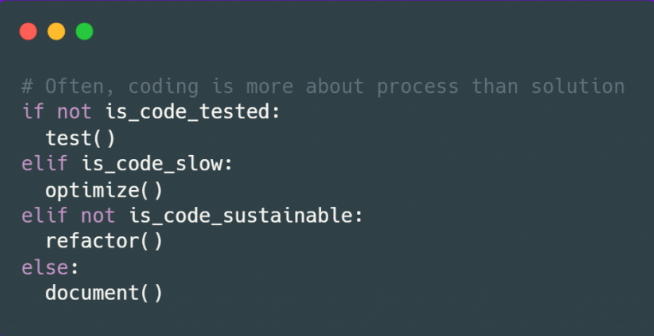 # Often, coding is more about process than solution
if not is_code_tested:
  test()
elif is_code_slow:
  optimize()
elif not is_code_sustainable:
  refactor()
else:
  document()